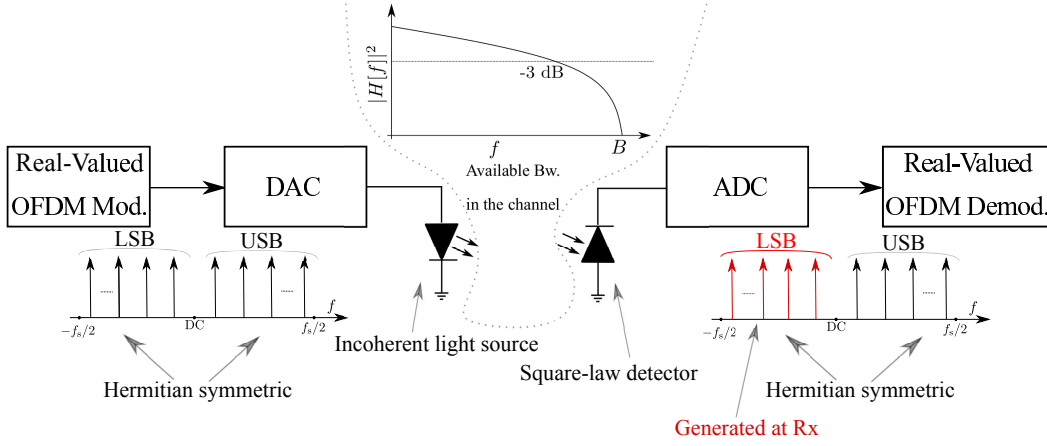 |H[f]|²
-3 dB
f
B
Available Bw.
in the channel
Real-Valued
OFDM Mod.
DAC
ADC
Real-Valued
OFDM Demod.
LSB
USB
......
......
-fs/2
DC
fs/2
f
LSB
USB
......
......
-fs/2
DC
fs/2
f
Incoherent light source
Square-law detector
Hermitian symmetric
Hermitian symmetric
Generated at Rx